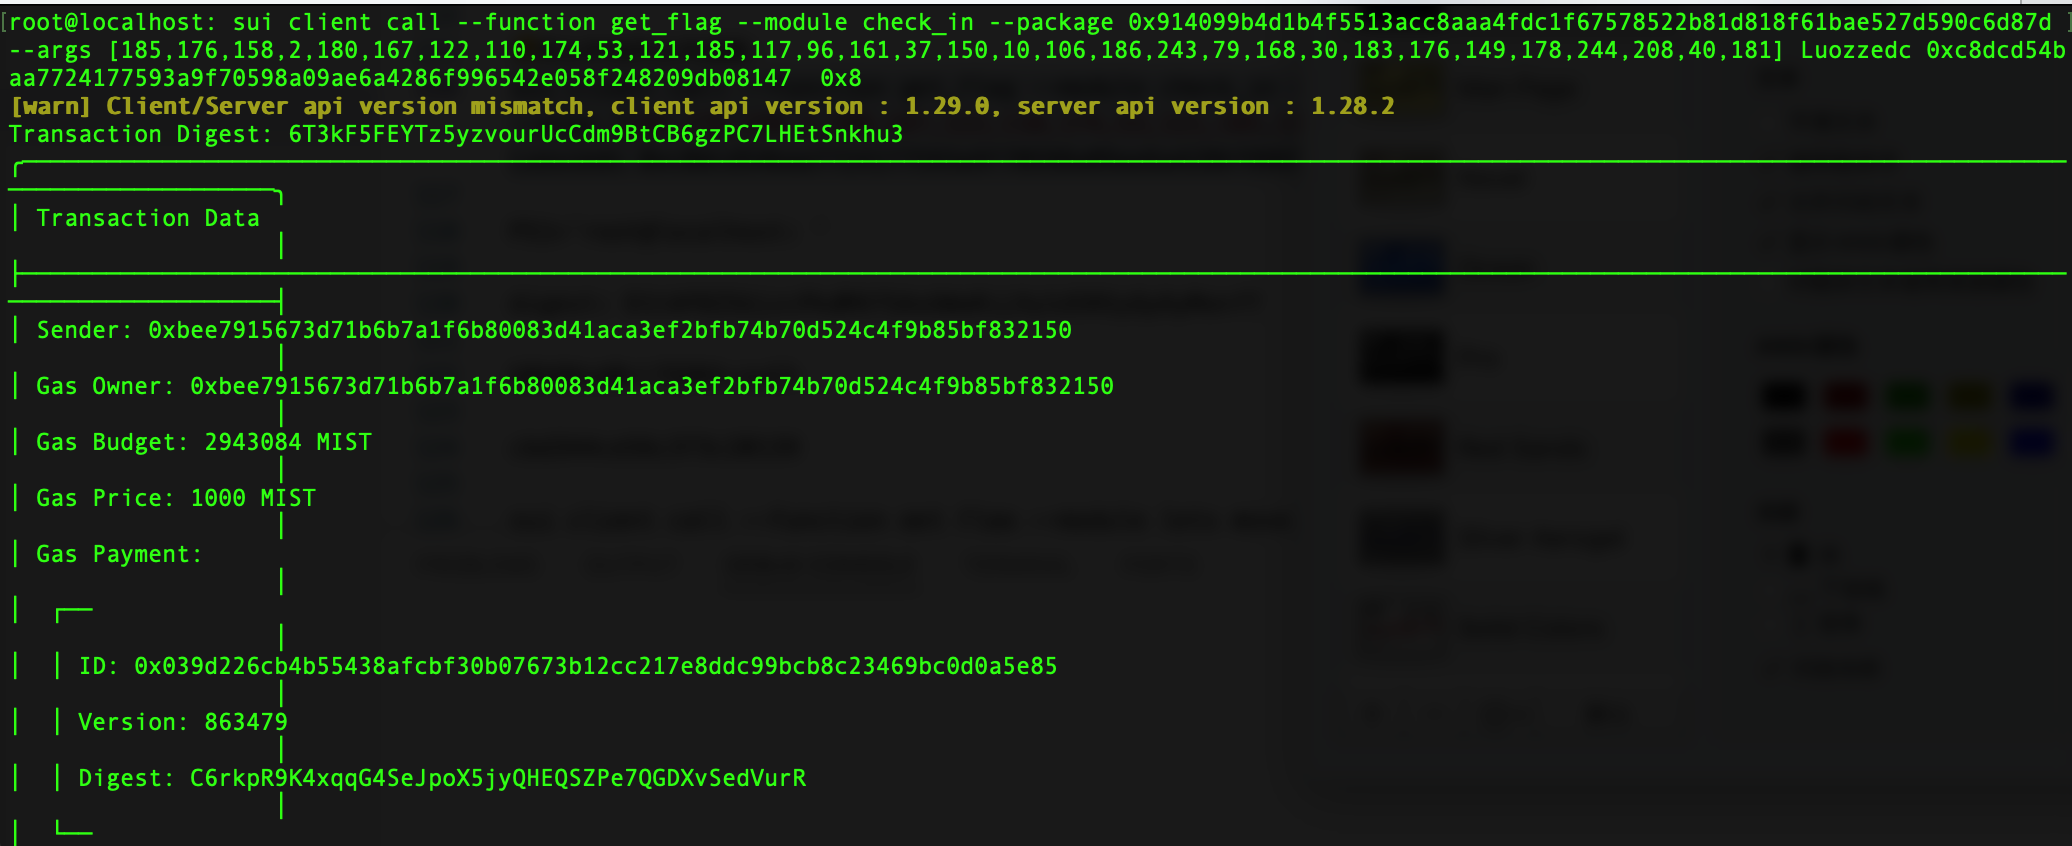 [root@localhost: sui client call --function get_flag --module check_in --package 0x914099b4d1b4f5513acc8aaa4fdc1f67578522b81d818f61bae527d590c6d87d ]
--args [185,176,158,2,180,167,122,110,174,53,121,185,117,96,161,37,150,10,106,186,243,79,168,30,183,176,149,178,244,208,40,181] Luozzedc 0xc8dcd54b
aa7724177593a9f70598a09ae6a4286f996542e058f248209db08147  0x8
[warn] Client/Server api version mismatch, client api version : 1.29.0, server api version : 1.28.2
Transaction Digest: 6T3kF5FEYTz5yzvourUcCdm9BtCB6gzPC7LHEtSnkhu3
Transaction Data
Sender: 0xbee7915673d71b6b7a1f6b80083d41aca3ef2bfb74b70d524c4f9b85bf832150
Gas Owner: 0xbee7915673d71b6b7a1f6b80083d41aca3ef2bfb74b70d524c4f9b85bf832150
Gas Budget: 2943084 MIST
Gas Price: 1000 MIST
Gas Payment:
ID: 0x039d226cb4b55438afcbf30b07673b12cc217e8ddc99bcb8c23469bc0d0a5e85
Version: 863479
Digest: C6rkpR9K4xqqG4SeJpoX5jyQHEQSZPe7QGDXvSedVurR